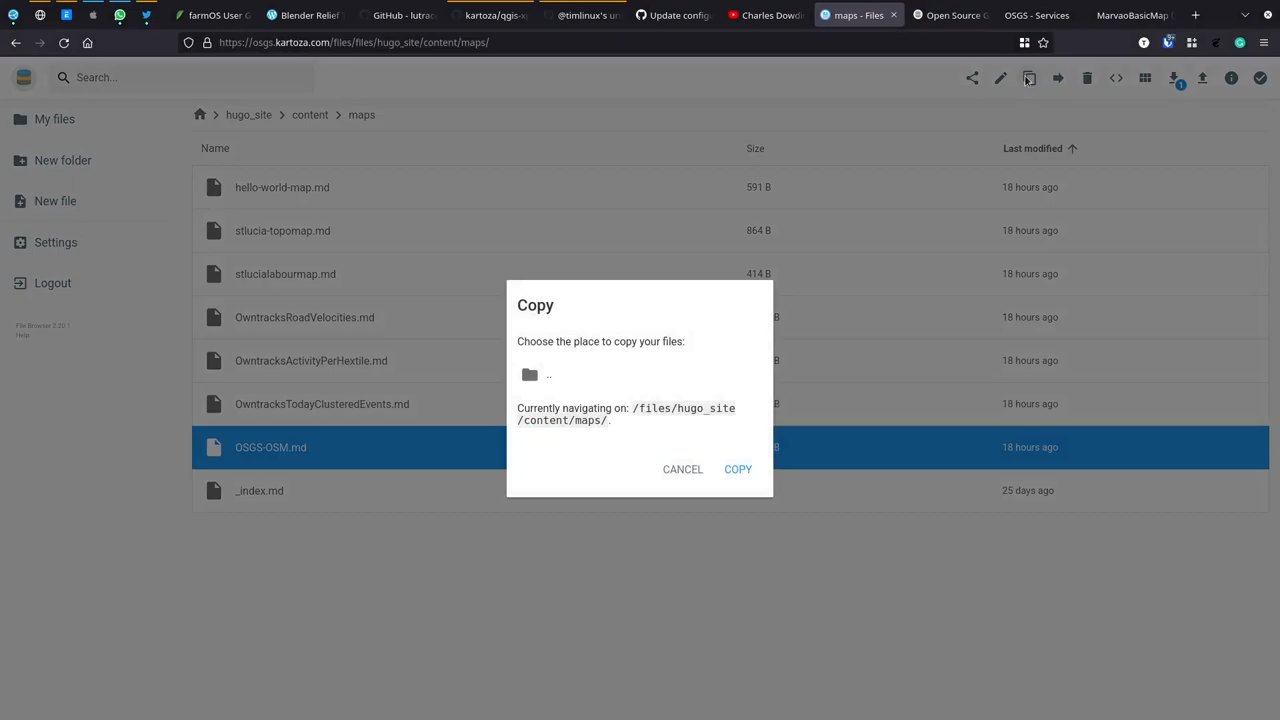 farmOS User G
Blender Relief
GitHub - lutrac
kartoza/qgis-x
@timlinux's un
Update config
Charles Dowdi
maps - Files
Open Source G
OSGS - Services
MarvaoBasicMap
https://osgs.kartoza.com/files/files/hugo_site/content/maps/
Search...
1
My files
New folder
New file
Settings
Logout
File Browser 2.20.1
Help
hugo_site > content > maps
Name Size Last modified
hello-world-map.md 591 B 18 hours ago
stlucia-topomap.md 864 B 18 hours ago
stlucialabourmap.md 414 B 18 hours ago
OwntracksRoadVelocities.md B 18 hours ago
OwntracksActivityPerHextile.md B 18 hours ago
OwntracksTodayClusteredEvents.md B 18 hours ago
OSGS-OSM.md B 18 hours ago
_index.md 25 days ago
Copy
Choose the place to copy your files:
..
Currently navigating on: /files/hugo_site
/content/maps/.
CANCEL COPY